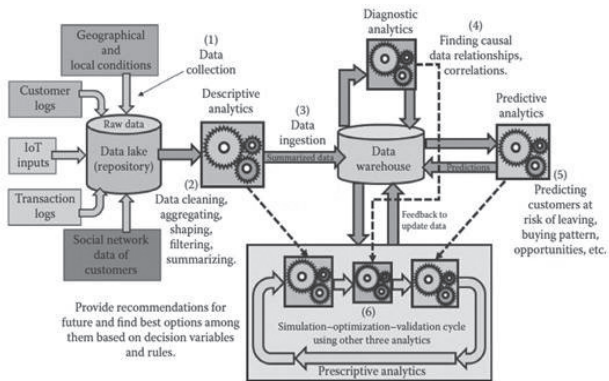 Geographical
and
local conditions
(1)
Data
collection
Customer
logs
Raw data
IoT
inputs
Data lake
(repository)
Transaction
logs
Social network
data of
customers
Descriptive
analytics
(2)
Data cleaning,
aggregating,
shaping,
filtering,
summarizing.
(3)
Data
ingestion
Summarized data
Diagnostic
analytics
(4)
Finding causal
data relationships,
correlations.
Data
warehouse
Predictive
analytics
Predictions
(5)
Predicting
customers at
risk of leaving,
buying pattern,
opportunities, etc.
Feedback to
update data
Provide recommendations for
future and find best options among
them based on decision variables
and rules.
(6)
Simulation–optimization–validation cycle
using other three analytics
Prescriptive analytics